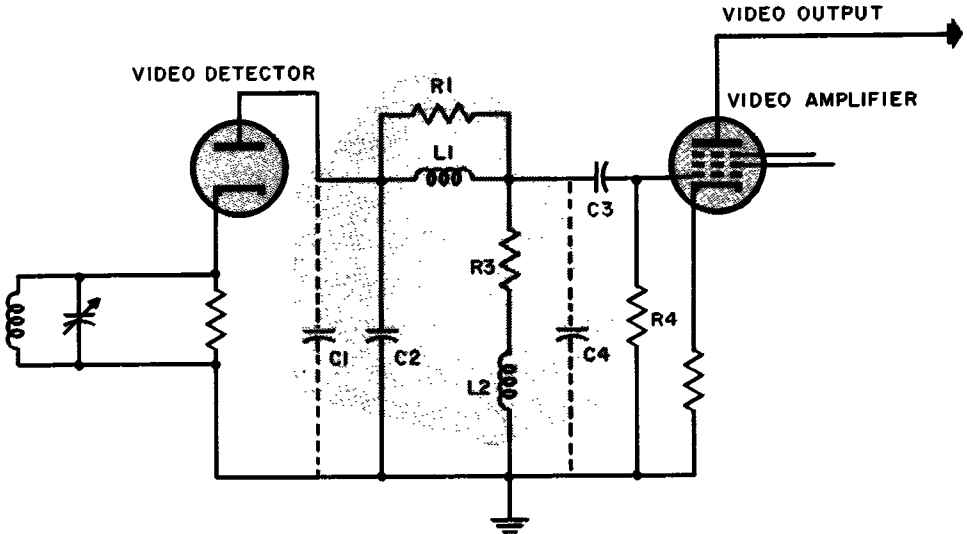 VIDEO OUTPUT
VIDEO DETECTOR
R1
VIDEO AMPLIFIER
L1
C3
R3
R4
C1
C2
C4
L2